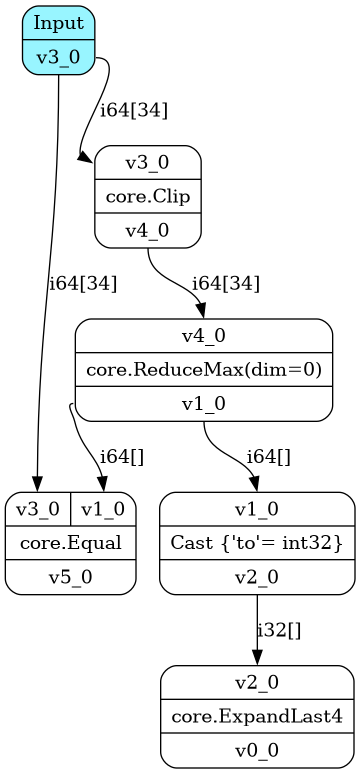 Input
v3_0
i64[34]
v3_0
core.Clip
v4_0
i64[34]
i64[34]
v4_0
core.ReduceMax(dim=0)
v1_0
i64[]
i64[]
v3_0 v1_0
core.Equal
v5_0
v1_0
Cast {'to'= int32}
v2_0
i32[]
v2_0
core.ExpandLast4
v0_0